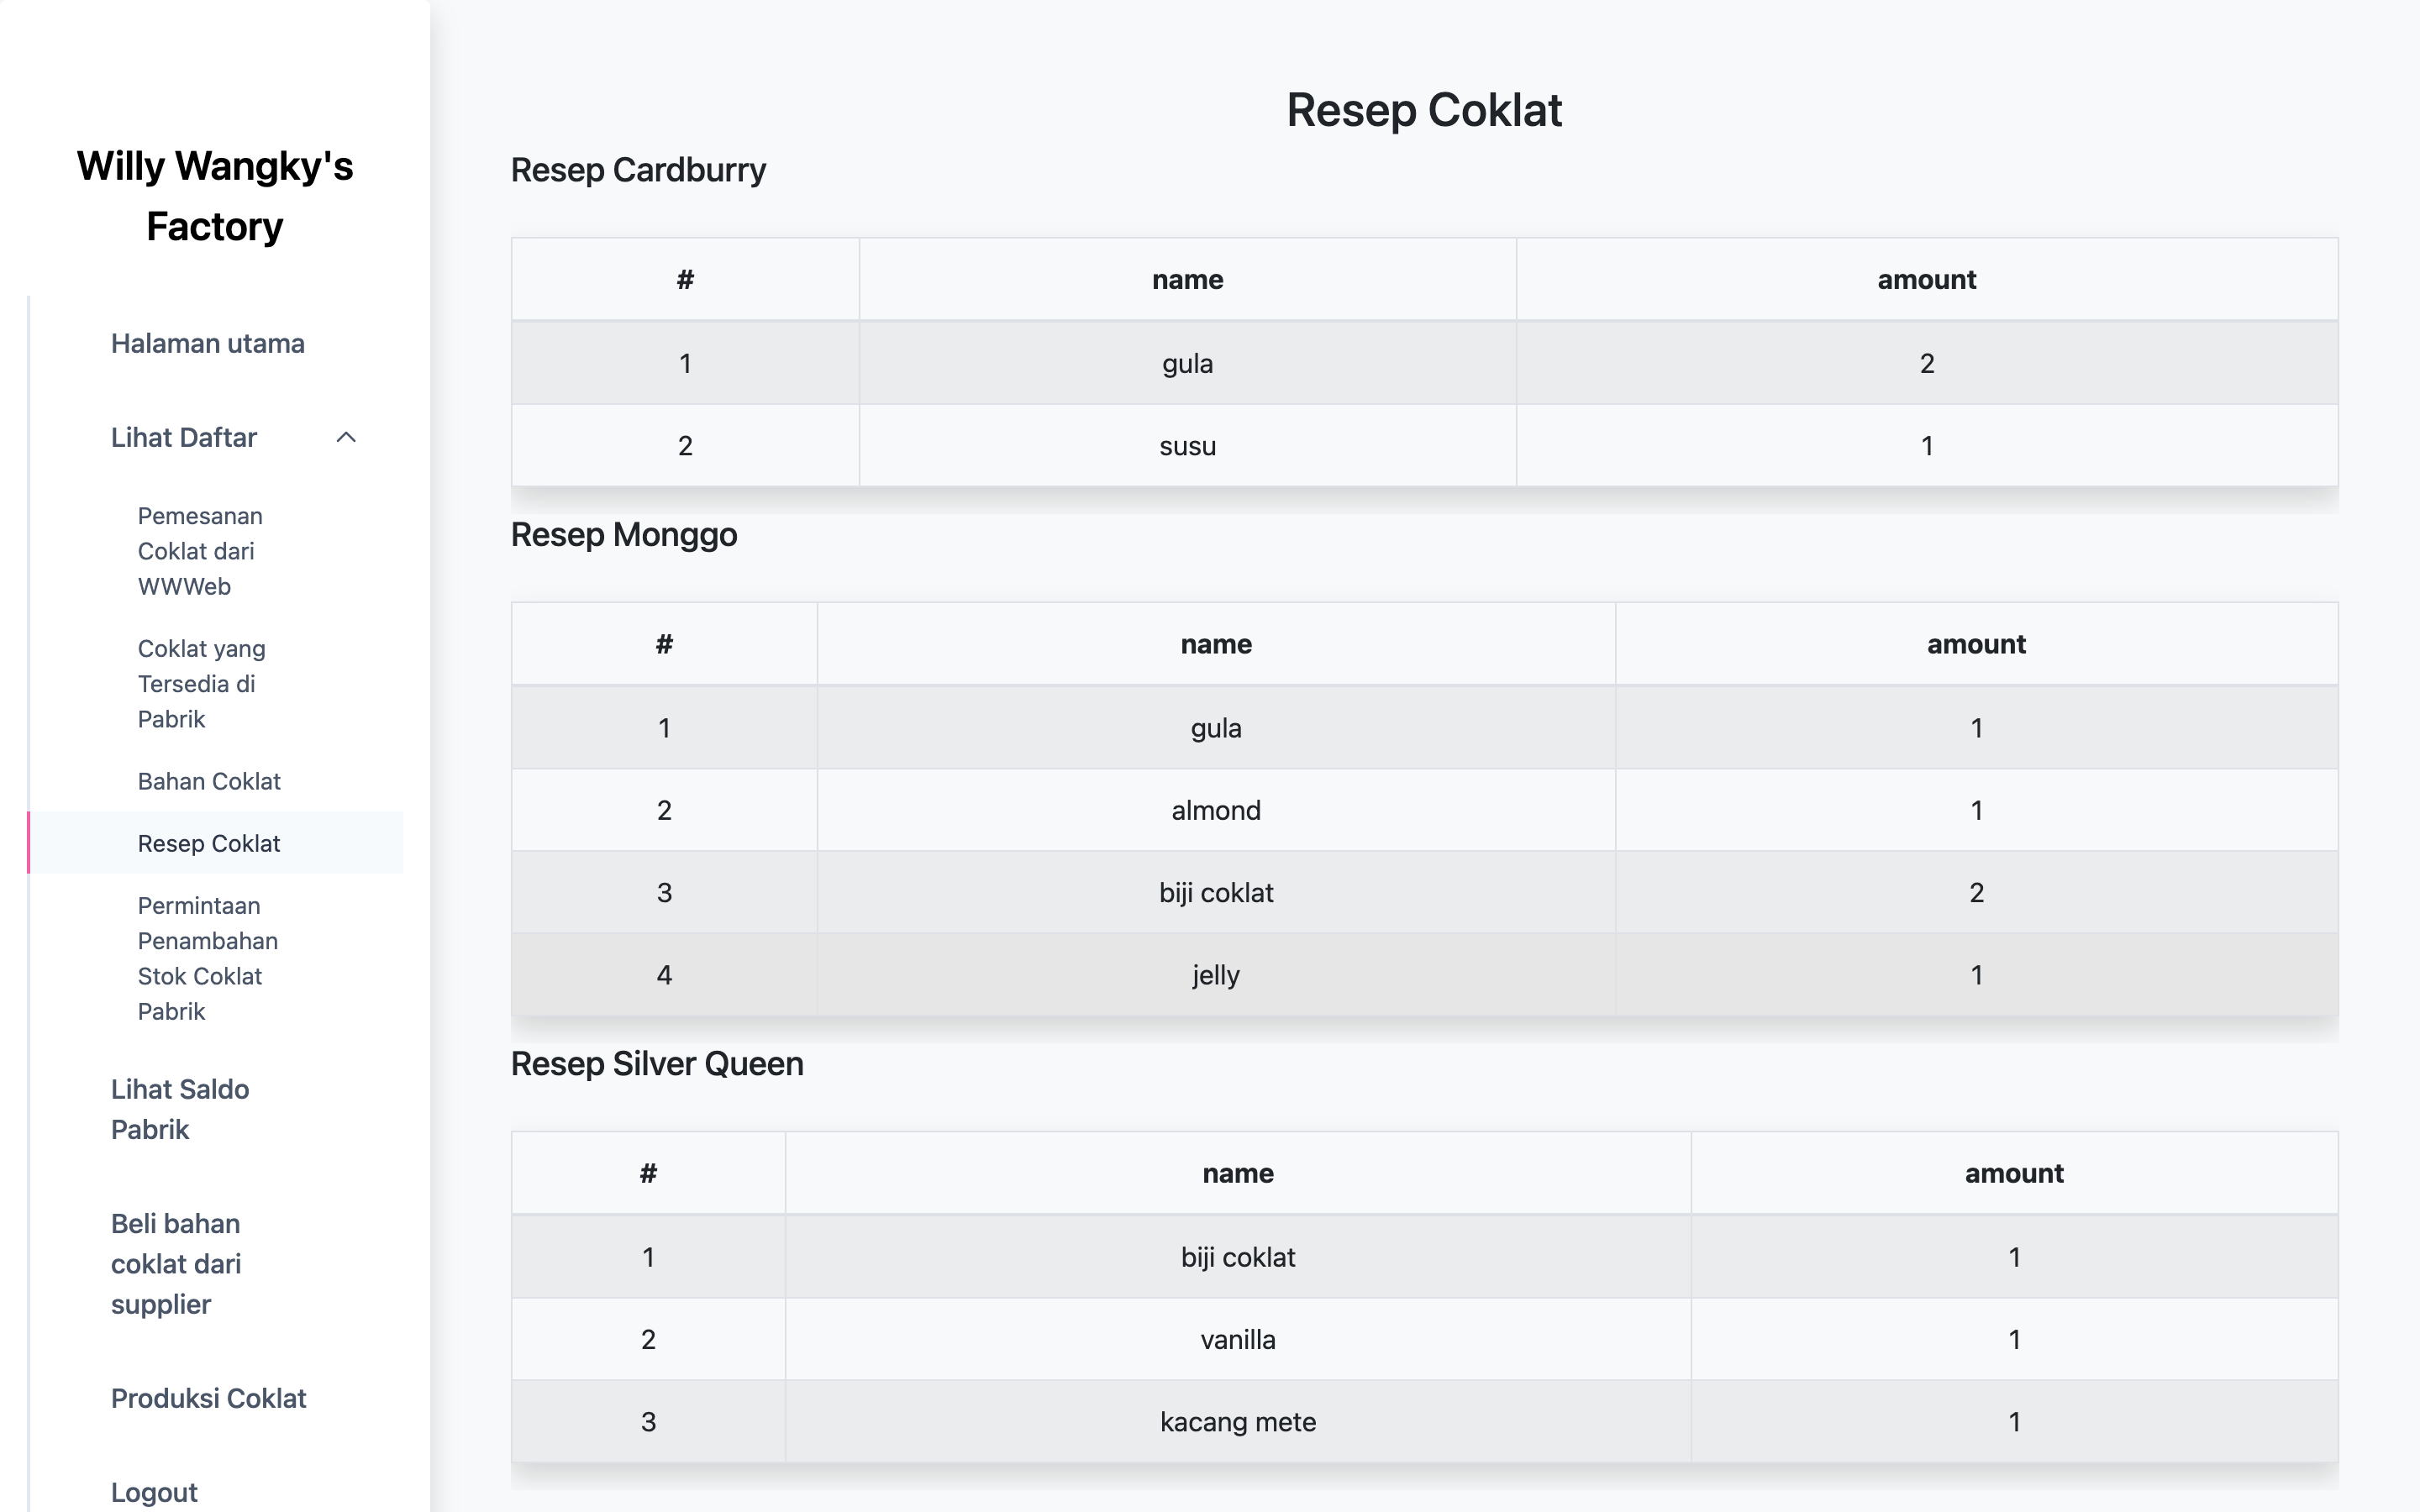 Willy Wangky's
Factory
Halaman utama
Lihat Daftar
Pemesanan
Coklat dari
WWWeb
Coklat yang
Tersedia di
Pabrik
Bahan Coklat
Resep Coklat
Permintaan
Penambahan
Stok Coklat
Pabrik
Lihat Saldo
Pabrik
Beli bahan
coklat dari
supplier
Produksi Coklat
Logout
Resep Coklat
Resep Cardburry
# name amount
1 gula 2
2 susu 1
Resep Monggo
# name amount
1 gula 1
2 almond 1
3 biji coklat 2
4 jelly 1
Resep Silver Queen
# name amount
1 biji coklat 1
2 vanilla 1
3 kacang mete 1